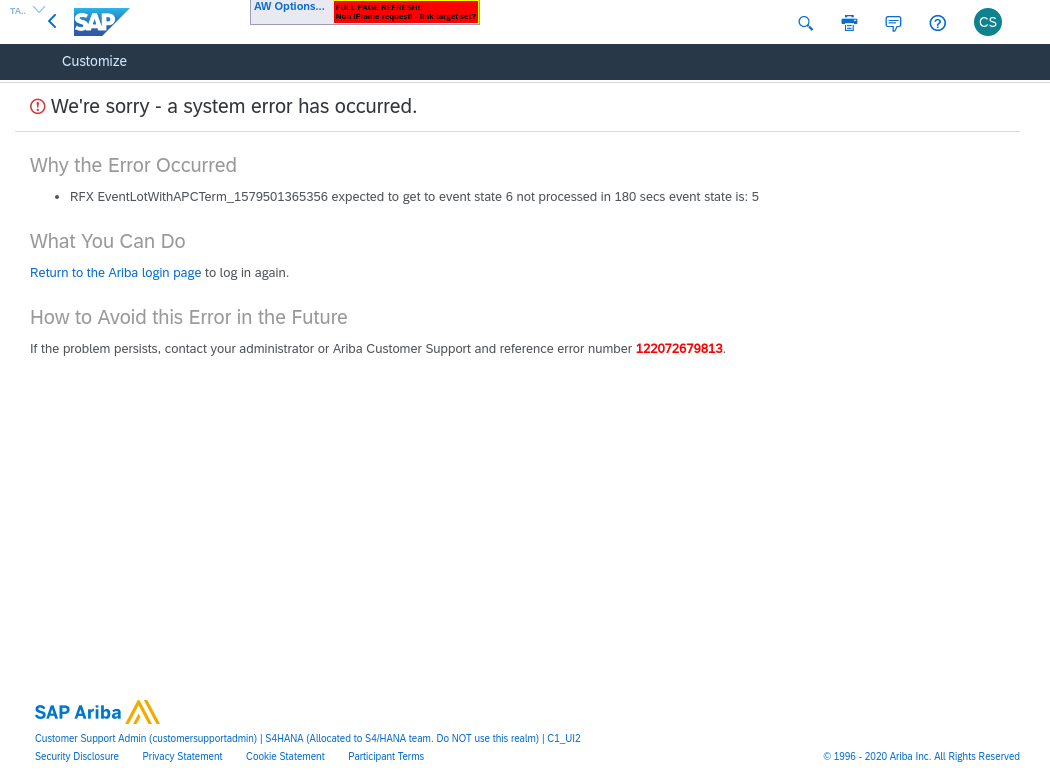 TA..
SAP
AW Options...
FULL PAGE REFRESH!
Non IFrame request! - tlnk target set?
CS
Customize
We're sorry - a system error has occurred.
Why the Error Occurred
• RFX EventLotWithAPCTerm_1579501365356 expected to get to event state 6 not processed in 180 secs event state is: 5
What You Can Do
Return to the Ariba login page to log in again.
How to Avoid this Error in the Future
If the problem persists, contact your administrator or Ariba Customer Support and reference error number 122072679813.
SAP Ariba
Customer Support Admin (customersupportadmin) | S4HANA (Allocated to S4/HANA team. Do NOT use this realm) | C1_UI2
Security Disclosure Privacy Statement Cookie Statement Participant Terms © 1996 - 2020 Ariba Inc. All Rights Reserved